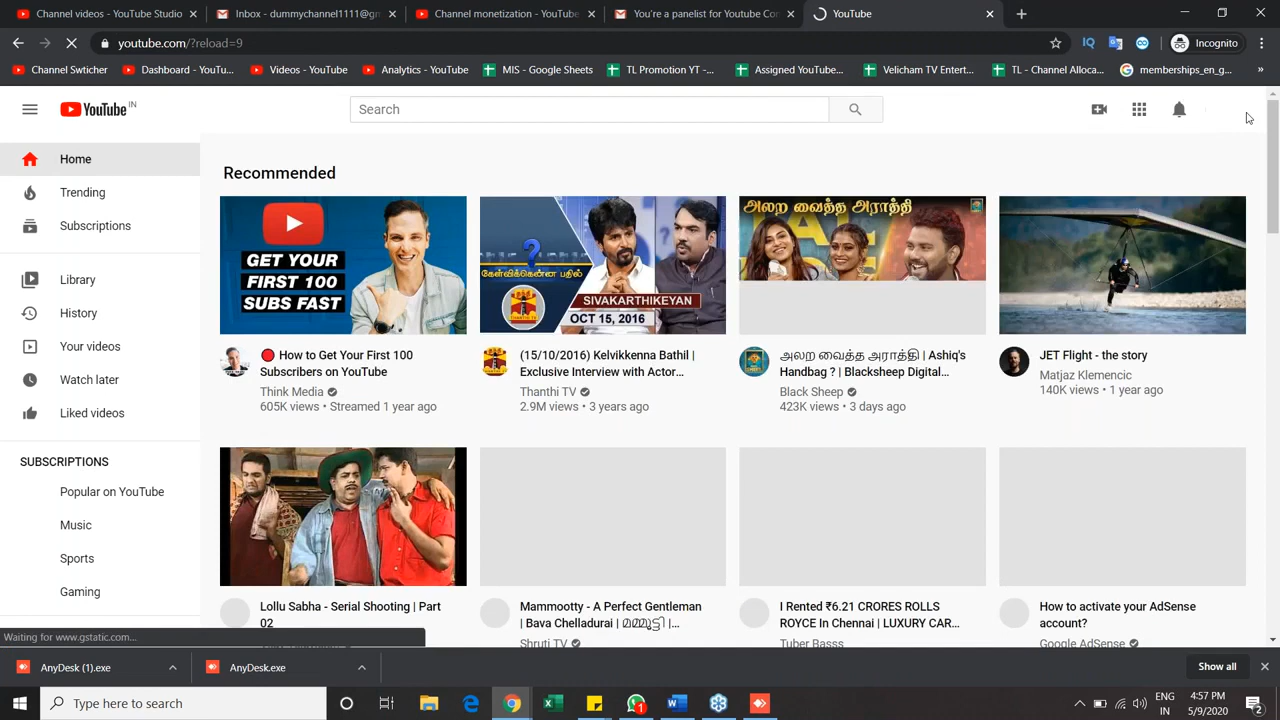 videos - YouTube Studio
Inbox - dummychannel1111@gm
Channel monetization - YouTube
You're a panelist for Youtube Con
YouTube
youtube.com/?reload=9
Incognito
Channel Swticher
Dashboard - YouTu...
Videos - YouTube
Analytics - YouTube
MIS - Google Sheets
TL Promotion YT -...
Assigned YouTube...
Velicham TV Entert...
TL - Channel Alloca...
memberships_en_g...
»
YouTube IN
Search
Home
Trending
Subscriptions
Library
History
Your videos
Watch later
Liked videos
SUBSCRIPTIONS
Popular on YouTube
Music
Sports
Gaming
Recommended
GET YOUR
FIRST 100
SUBS FAST
How to Get Your First 100
Subscribers on YouTube
Think Media
605K views • Streamed 1 year ago
?
கேள்விக்கென்ன பதில்
THANTHI TV
SIVAKARTHIKEYAN
OCT 15, 2016
(15/10/2016) Kelvikkenna Bathil |
Exclusive Interview with Actor...
Thanthi TV
2.9M views • 3 years ago
அலற வைத்த அராத்தி
அலற வைத்த அராத்தி | Ashiq's
Handbag ? | Blacksheep Digital...
Black Sheep
423K views • 3 days ago
JET Flight - the story
Matjaz Klemencic
140K views • 1 year ago
Lollu Sabha - Serial Shooting | Part
02
Mammootty - A Perfect Gentleman
| Bava Chelladurai | മമ്മൂട്ടി |...
Shruti TV
I Rented ₹6.21 CRORES ROLLS
ROYCE In Chennai | LUXURY CAR...
Tuber Basss
How to activate your AdSense
account?
Google AdSense
Waiting for www.gstatic.com...
AnyDesk (1).exe
AnyDesk.exe
Show all
Type here to search
1
ENG
IN
4:57 PM
5/9/2020
2